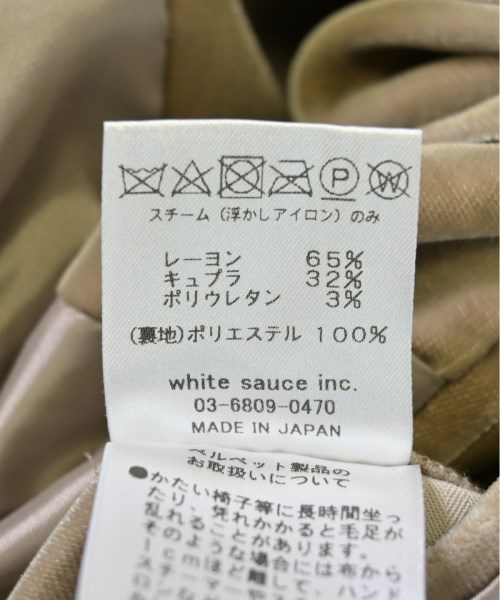 P W
スチーム（浮かしアイロン）のみ
レーヨン 65%
キュプラ 32%
ポリウレタン 3%
(裏地)ポリエステル 100%
white sauce inc.
03-6809-0470
MADE IN JAPAN
ベルベット製品の
お取扱いについて
●かたい椅子等に長時間坐っ
たり、凭れかかると毛足が
乱れることがあります。
そのような場合には布から
1cmほど離して、ハンド
スチーマー